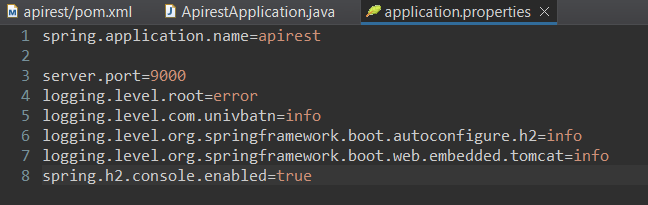 apirest/pom.xml ApirestApplication.java application.properties
1 spring.application.name=apirest
2
3 server.port=9000
4 logging.level.root=error
5 logging.level.com.univbatn=info
6 logging.level.org.springframework.boot.autoconfigure.h2=info
7 logging.level.org.springframework.boot.web.embedded.tomcat=info
8 spring.h2.console.enabled=true